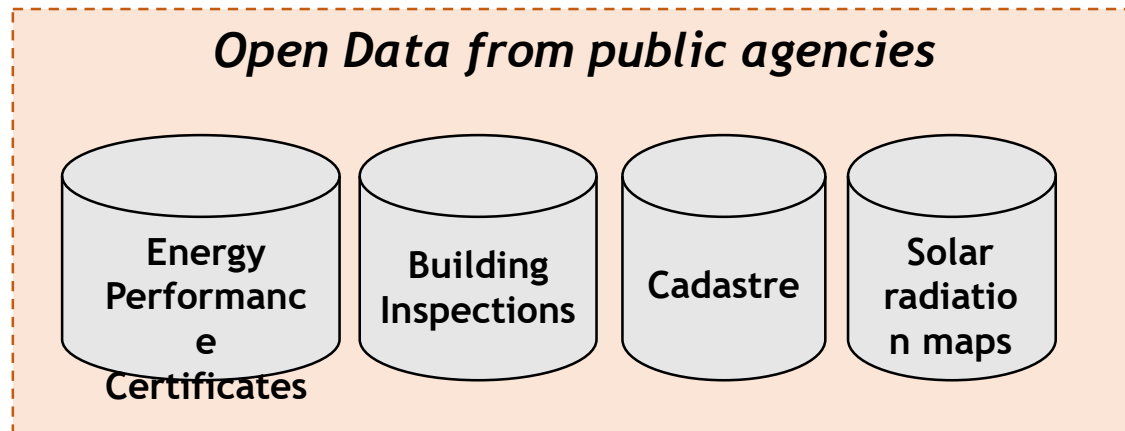 Open Data from public agencies
Energy
Performanc
e
Certificates
Building
Inspections
Cadastre
Solar
radiatio
n maps